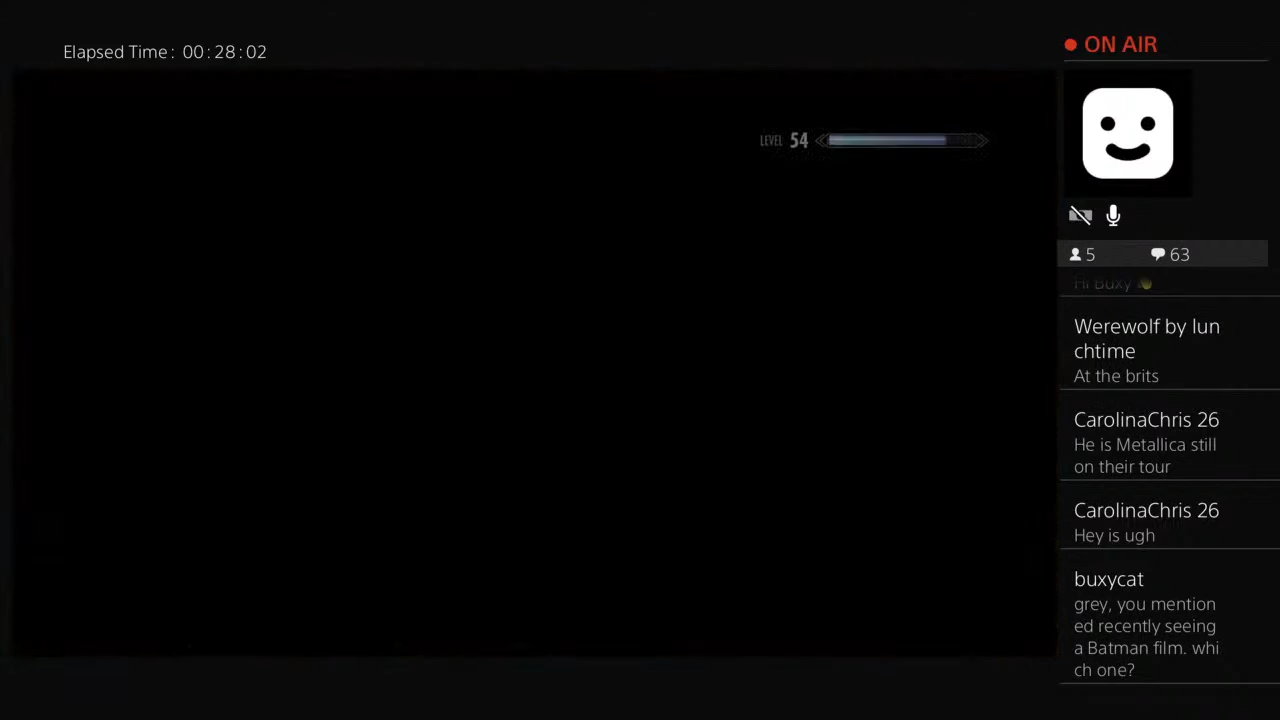 Elapsed Time: 00:28:02
ON AIR
LEVEL 54
5 63
Hi Buxy
Werewolf by lun
chtime
At the brits
CarolinaChris 26
He is Metallica still
on their tour
CarolinaChris 26
Hey is ugh
buxycat
grey, you mention
ed recently seeing
a Batman film. whi
ch one?